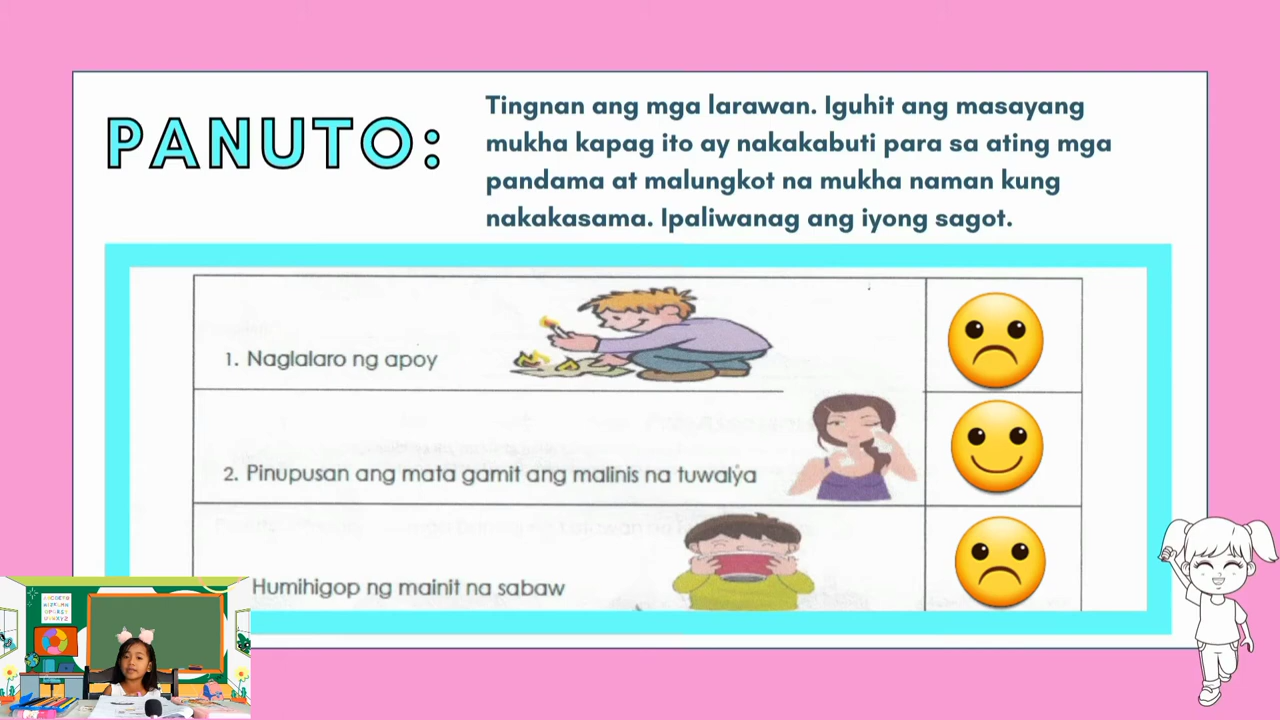 PANUTO:
Tingnan ang mga larawan. Iguhit ang masayang
mukha kapag ito ay nakakabuti para sa ating mga
pandama at malungkot na mukha naman kung
nakakasama. Ipaliwanag ang iyong sagot.
1. Naglalaro ng apoy
2. Pinupusan ang mata gamit ang malinis na tuwalya
Humihigop ng mainit na sabaw